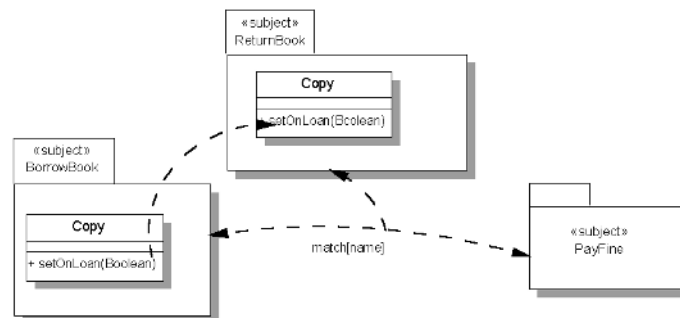 «subject»
ReturnBook
Copy
+ setOnLoan(Boolean)
«subject»
BorrowBook
Copy
+ setOnLoan(Boolean)
match[name]
«subject»
PayFine